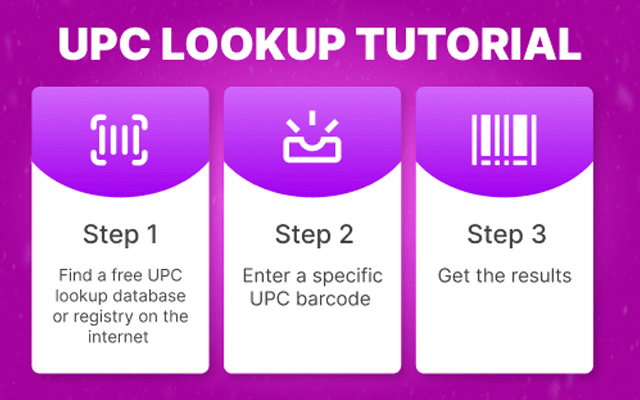 UPC LOOKUP TUTORIAL
Step 1
Find a free UPC
lookup database
or registry on the
internet
Step 2
Enter a specific
UPC barcode
Step 3
Get the results